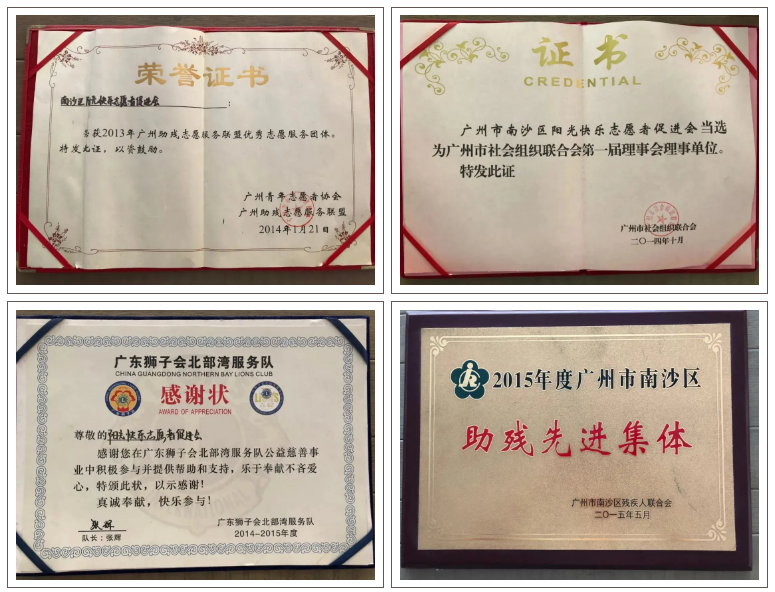 荣誉证书
南沙区阳光快乐志愿者促进会：
荣获2013年广州助残志愿服务联盟优秀志愿服务团体。
特发此证，以资鼓励。
广州青年志愿者协会
广州助残志愿服务联盟
2014年1月21日
证书
CREDENTIAL
广州市南沙区阳光快乐志愿者促进会当选
为广州市社会组织联合会第一届理事会理事单位。
特发此证
广州市社会组织联合会
二〇一四年十月
广东狮子会北部湾服务队
CHINA GUANGDONG NORTHERN BAY LIONS CLUB
感谢状
AWARD OF APPRECIATION
尊敬的阳光快乐志愿者促进会
感谢您在广东狮子会北部湾服务队公益慈善事
业中积极参与并提供帮助和支持，乐于奉献不吝爱
心，特颁此状，以示感谢！
真诚奉献，快乐参与！
队长：张辉
广东狮子会北部湾服务队
2014-2015年度
2015年度广州市南沙区
助残先进集体
广州市南沙区残疾人联合会
二〇一五年五月